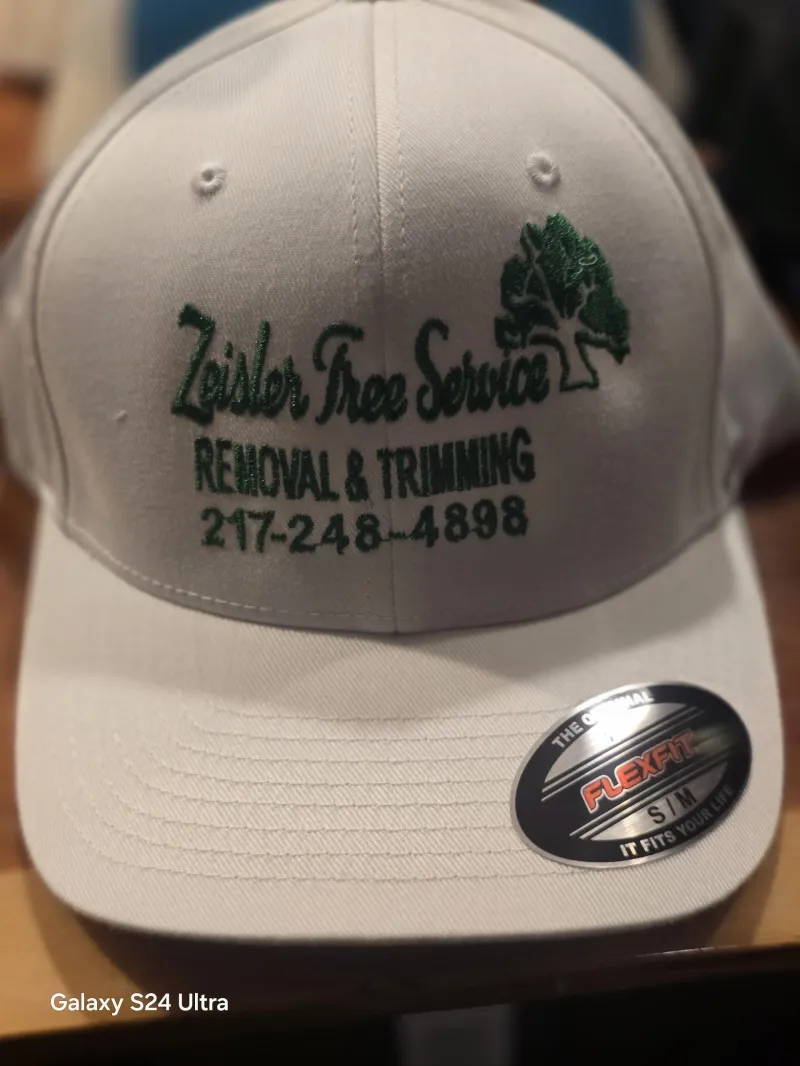 Zeisler Tree Service
REMOVAL & TRIMMING
217-248-4898
THE ORIGINAL
FLEXFIT
S | M
IT FITS YOUR LIFE
Galaxy S24 Ultra